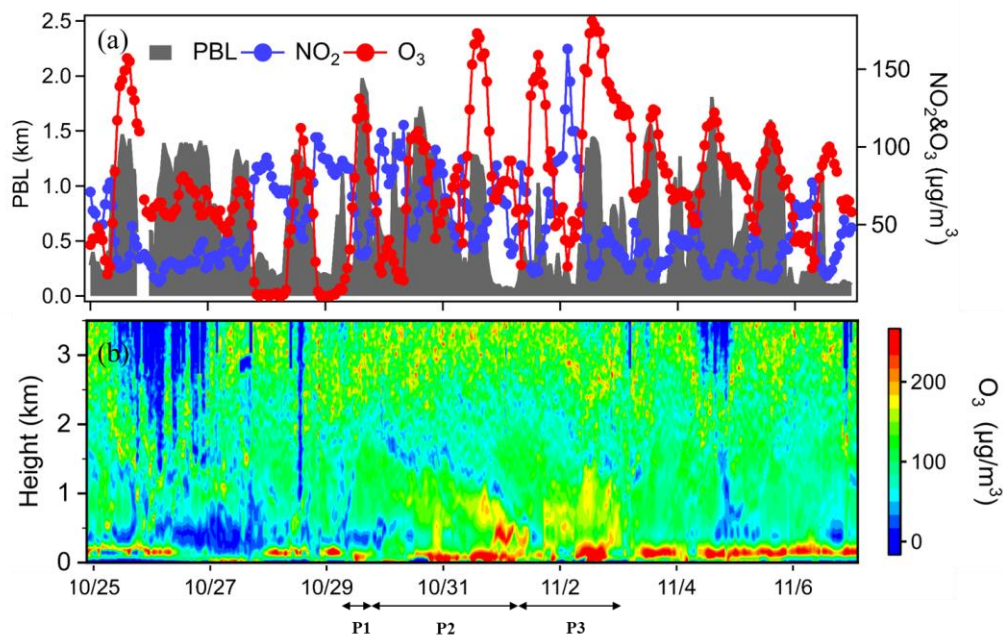 (a)
PBL NO₂ O₃
2.5
2.0
1.5
1.0
0.5
0.0
PBL (km)
150
100
50
NO₂&O₃ (µg/m³)
(b)
3
2
1
0
Height (km)
10/25 10/27 10/29 10/31 11/2 11/4 11/6
200
100
0
O₃ (µg/m³)
P1 P2 P3